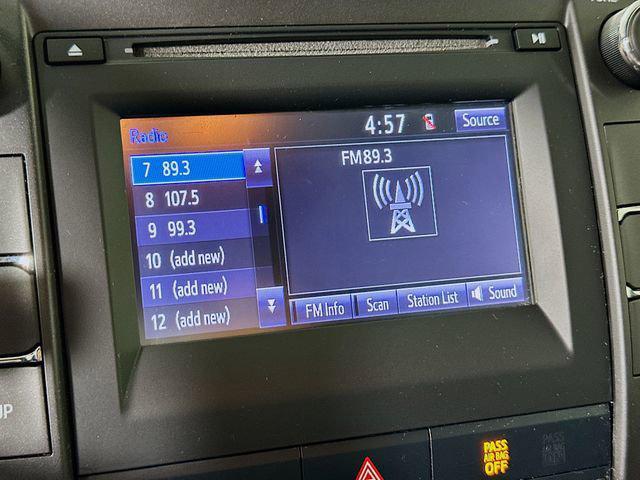 4:57
Source
Radio
7 89.3
8 107.5
9 99.3
10 (add new)
11 (add new)
12 (add new)
FM89.3
FM Info
Scan
Station List
Sound
UP
PASS
AIR BAG
OFF